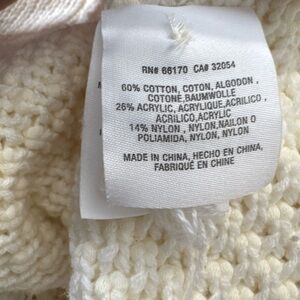 RN# 66170 CA# 32054
60% COTTON, COTON, ALGODON,
COTONE, BAUMWOLLE
26% ACRYLIC, ACRYLIQUE, ACRILICO,
ACRILICO, ACRYLIC
14% NYLON, NYLON, NAILON O
POLIAMIDA, NYLON, NYLON
MADE IN CHINA, HECHO EN CHINA,
FABRIQUÉ EN CHINE